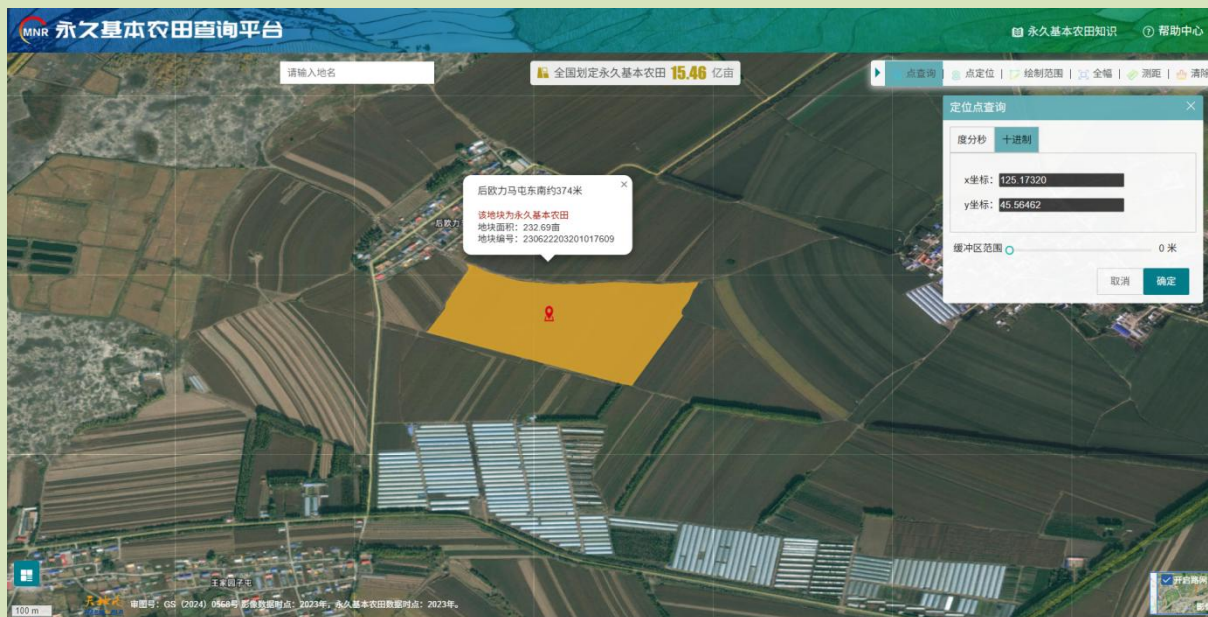 MNR 永久基本农田查询平台
永久基本农田知识
帮助中心
请输入地名
全国划定永久基本农田 15.46 亿亩
点查询
点定位
绘制范围
全幅
测距
清除
定位点查询
度分秒
十进制
x坐标：125.17320
y坐标：45.56462
缓冲区范围 0 米
取消
确定
后欧力马屯东南约374米
该地块为永久基本农田
地块面积：232.69亩
地块编号：230622203201017609
后欧力
王家园子屯
开启路网
100 m
审图号：GS（2024）0568号 影像数据时点：2023年，永久基本农田数据时点：2023年。